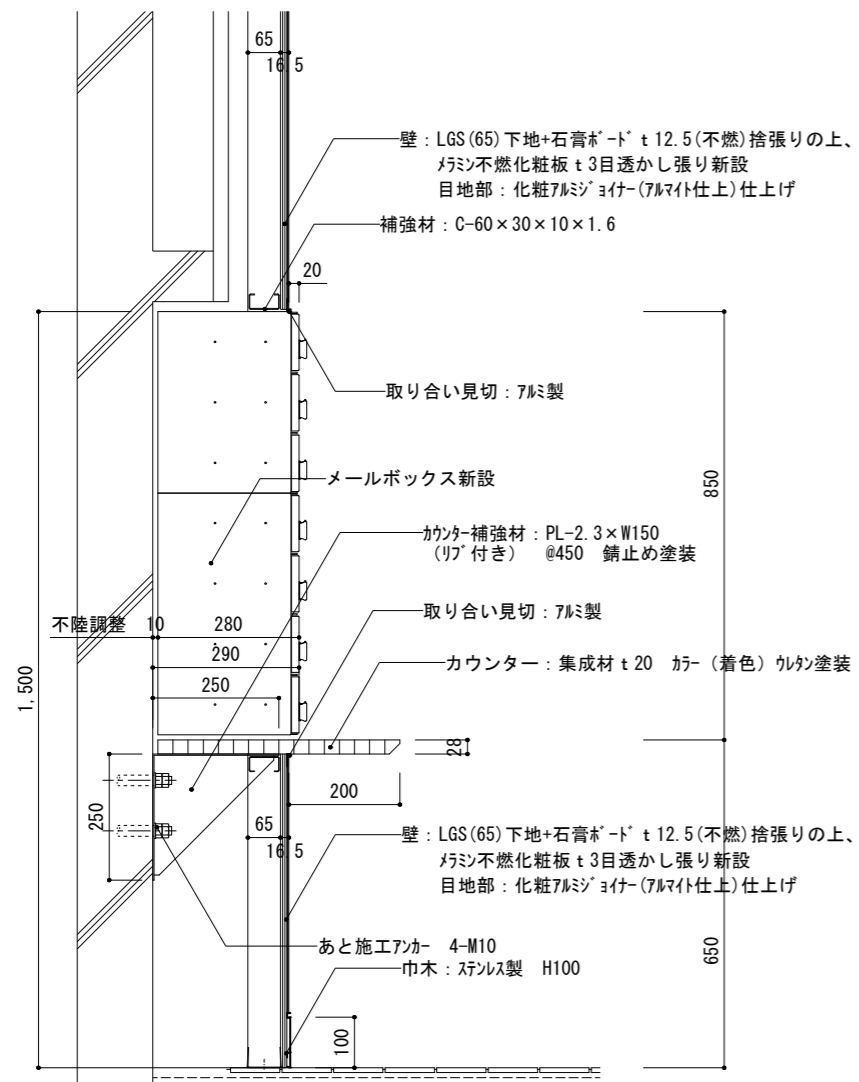 65
16.5
壁：LGS(65)下地+石膏ﾎﾞｰﾄﾞ t 12.5(不燃)捨張りの上、
ﾒﾗﾐﾝ不燃化粧板 t 3目透かし張り新設
目地部：化粧ｱﾙﾐｼﾞｮｲﾅｰ(ｱﾙﾏｲﾄ仕上)仕上げ
補強材：C-60×30×10×1.6
20
取り合い見切：ｱﾙﾐ製
850
メールボックス新設
ｶｳﾝﾀｰ補強材：PL-2.3×W150
(ﾘﾌﾞ付き) @450 錆止め塗装
不陸調整 10 280
取り合い見切：ｱﾙﾐ製
290
カウンター：集成材 t 20 ｶﾗｰ（着色）ｳﾚﾀﾝ塗装
250
1,500
28
200
250
65
16.5
壁：LGS(65)下地+石膏ﾎﾞｰﾄﾞ t 12.5(不燃)捨張りの上、
ﾒﾗﾐﾝ不燃化粧板 t 3目透かし張り新設
目地部：化粧ｱﾙﾐｼﾞｮｲﾅｰ(ｱﾙﾏｲﾄ仕上)仕上げ
あと施工ｱﾝｶｰ 4-M10
巾木：ｽﾃﾝﾚｽ製 H100
650
100